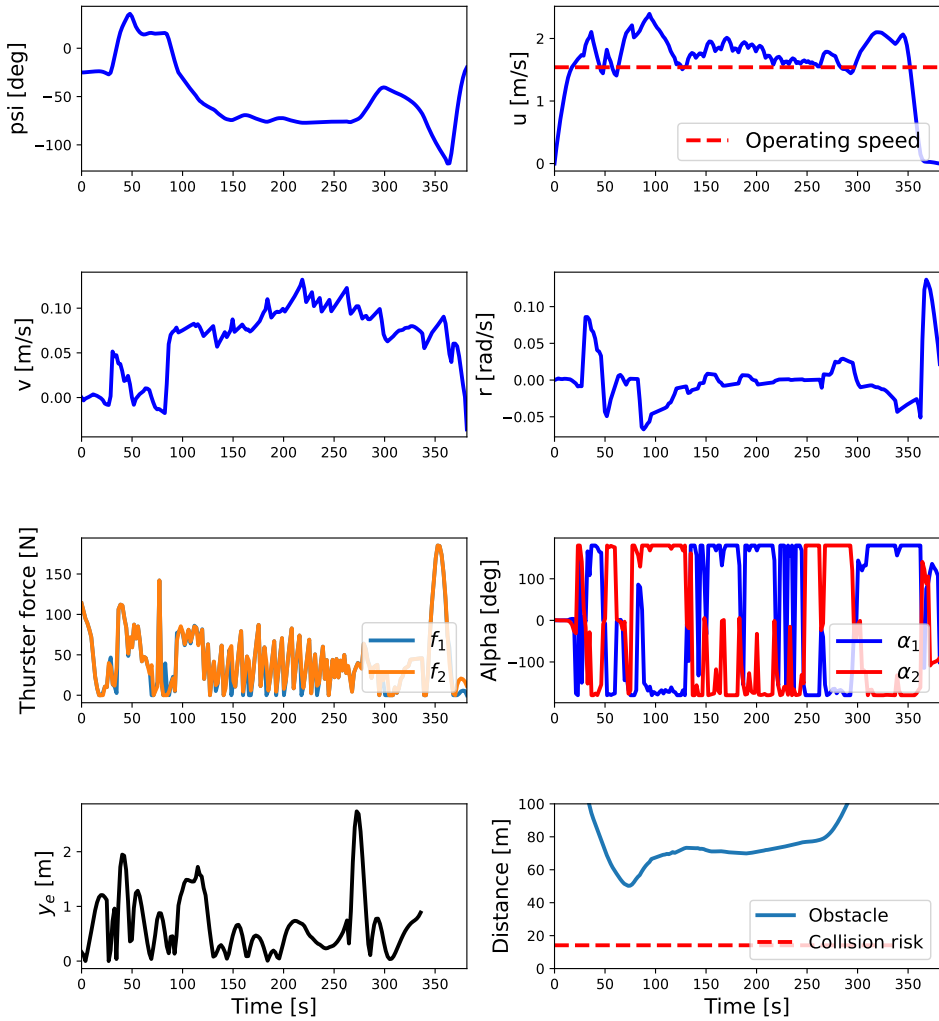 psi [deg]
0
−50
−100
0 50 100 150 200 250 300 350
u [m/s]
2
1
0
Operating speed
0 50 100 150 200 250 300 350
v [m/s]
0.10
0.05
0.00
0 50 100 150 200 250 300 350
r [rad/s]
0.10
0.05
0.00
−0.05
0 50 100 150 200 250 300 350
Thurster force [N]
150
100
50
0
f₁
f₂
0 50 100 150 200 250 300 350
Alpha [deg]
100
0
−100
α₁
α₂
0 50 100 150 200 250 300 350
yₑ [m]
2
1
0
0 50 100 150 200 250 300 350
Time [s]
Distance [m]
100
80
60
40
20
0
Obstacle
Collision risk
0 50 100 150 200 250 300 350
Time [s]